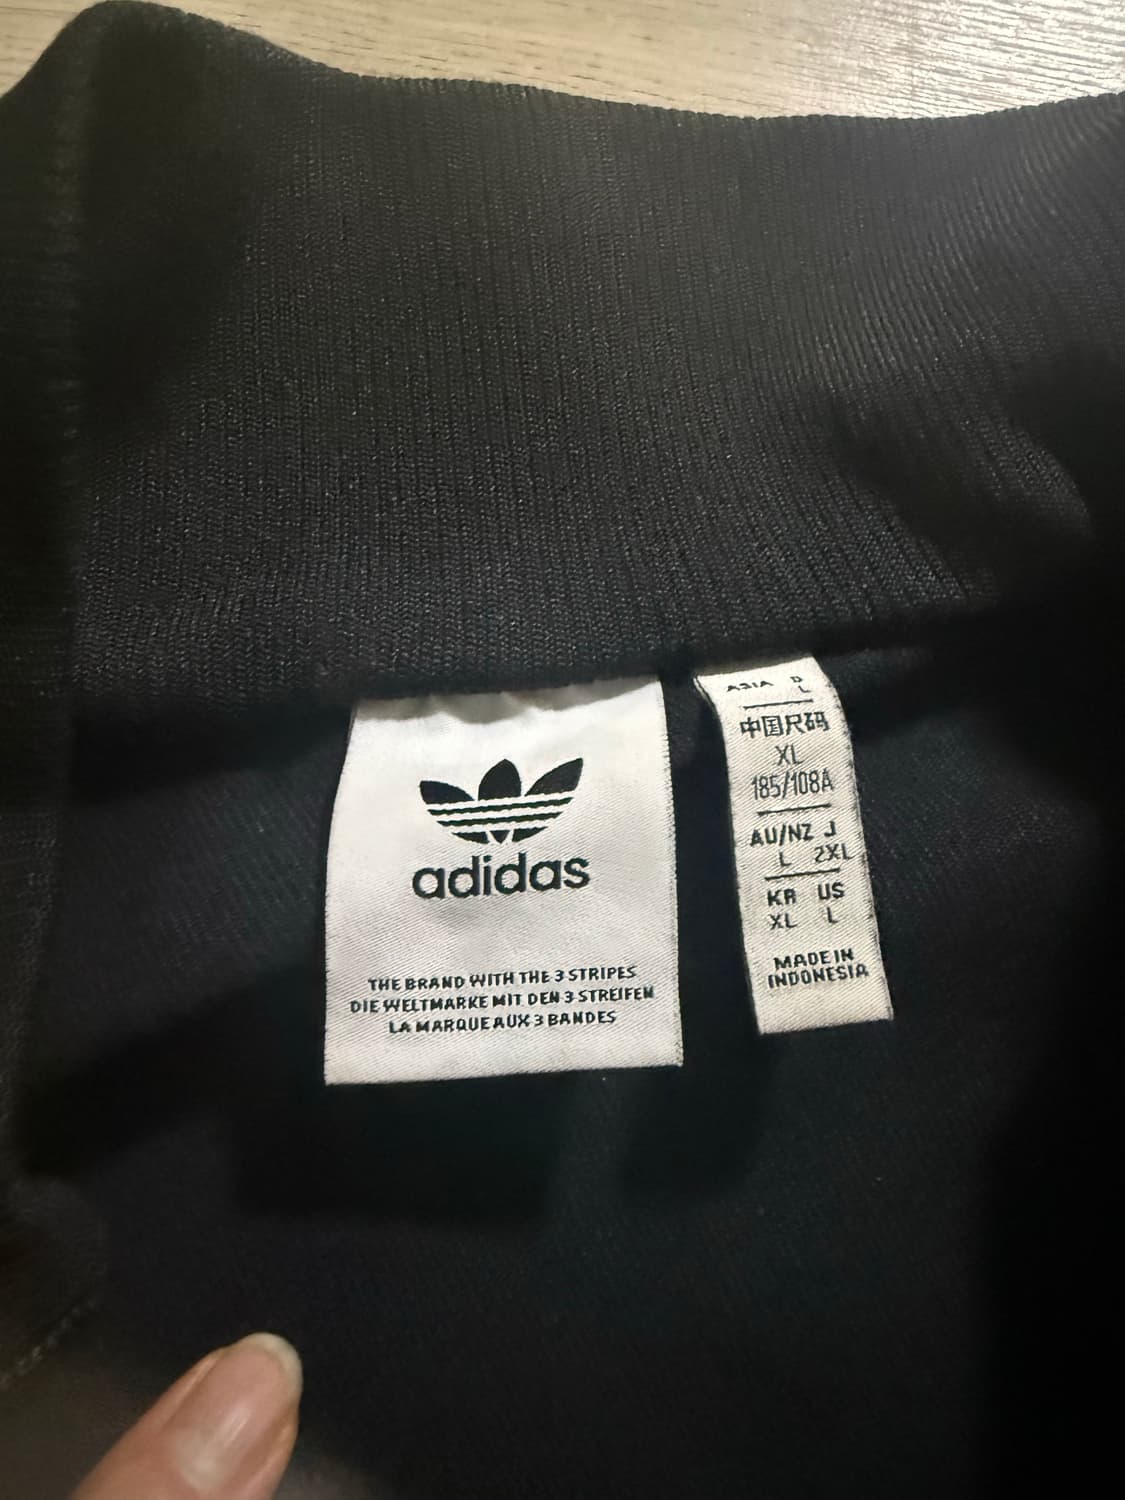 adidas
THE BRAND WITH THE 3 STRIPES
DIE WELTMARKE MIT DEN 3 STREIFEN
LA MARQUE AUX 3 BANDES
ASIA D
L
中国尺码
XL
185/108A
AU/NZ J
L 2XL
KR US
XL L
MADE IN
INDONESIA